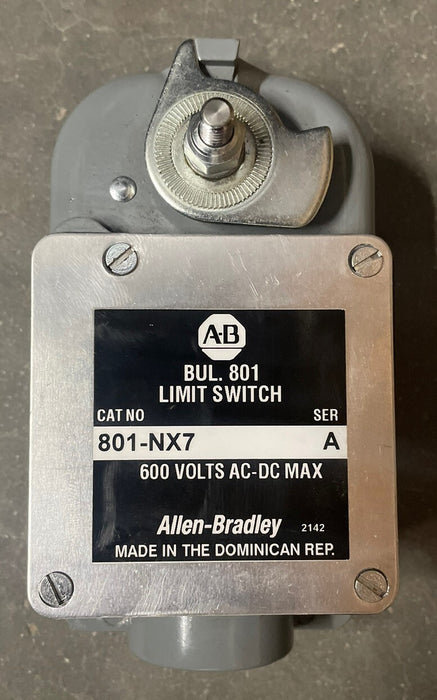 A-B
BUL. 801
LIMIT SWITCH
CAT NO SER
801-NX7 A
600 VOLTS AC-DC MAX
Allen-Bradley 2142
MADE IN THE DOMINICAN REP.